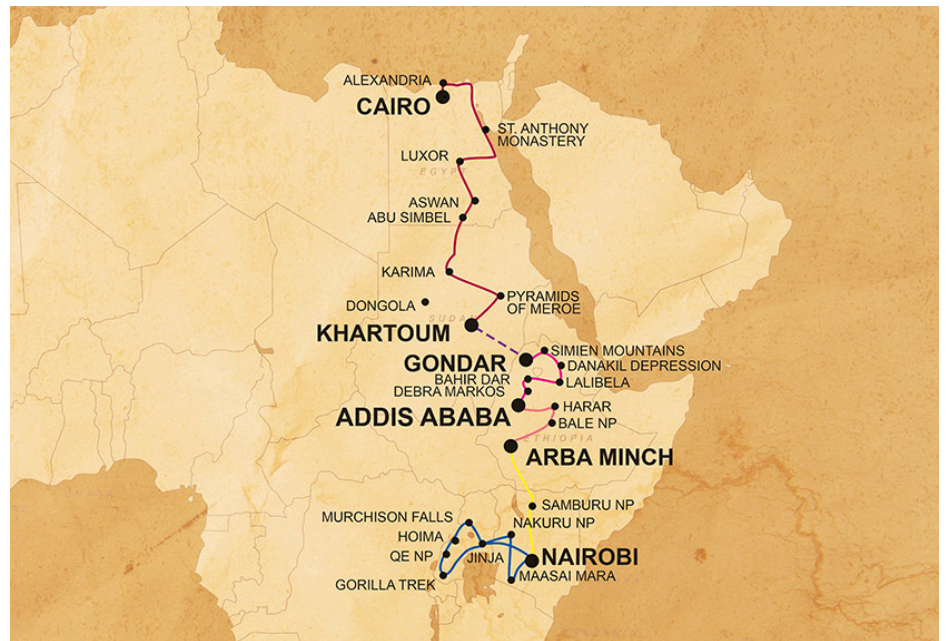 ALEXANDRIA
CAIRO
ST. ANTHONY
MONASTERY
LUXOR
EGYPT
ASWAN
ABU SIMBEL
KARIMA
PYRAMIDS
OF MEROE
DONGOLA
SUDAN
KHARTOUM
GONDAR
SIMIEN MOUNTAINS
DANAKIL DEPRESSION
BAHIR DAR
LALIBELA
DEBRA MARKOS
ADDIS ABABA
HARAR
BALE NP
ETHIOPIA
ARBA MINCH
SAMBURU NP
MURCHISON FALLS
NAKURU NP
HOIMA
QE NP
JINJA
NAIROBI
GORILLA TREK
MAASAI MARA